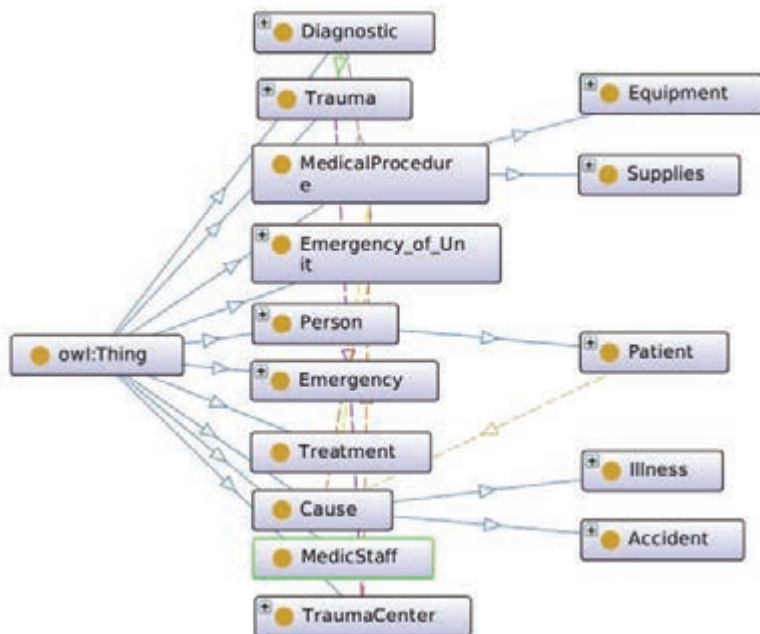 Diagnostic
Trauma
Equipment
MedicalProcedur
e
Supplies
Emergency_of_Un
it
Person
owl:Thing
Patient
Emergency
Treatment
Illness
Cause
Accident
MedicStaff
TraumaCenter